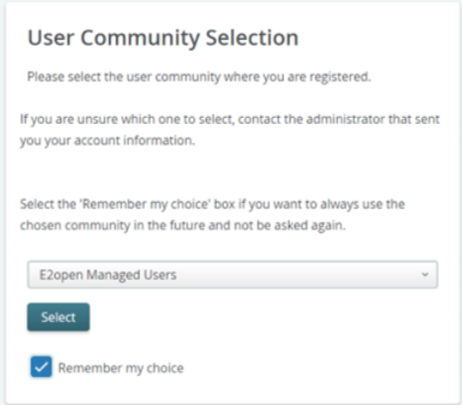 User Community Selection
Please select the user community where you are registered.
If you are unsure which one to select, contact the administrator that sent
you your account information.
Select the 'Remember my choice' box if you want to always use the
chosen community in the future and not be asked again.
E2open Managed Users
Select
Remember my choice